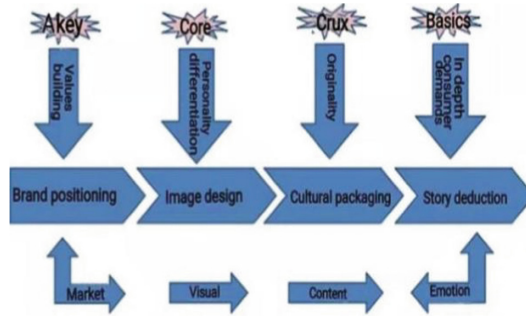 Akey
Core
Crux
Basics
Values
building
Personality
differentiation
Originality
In depth
consumer
demands
Brand positioning
Image design
Cultural packaging
Story deduction
Market
Visual
Content
Emotion